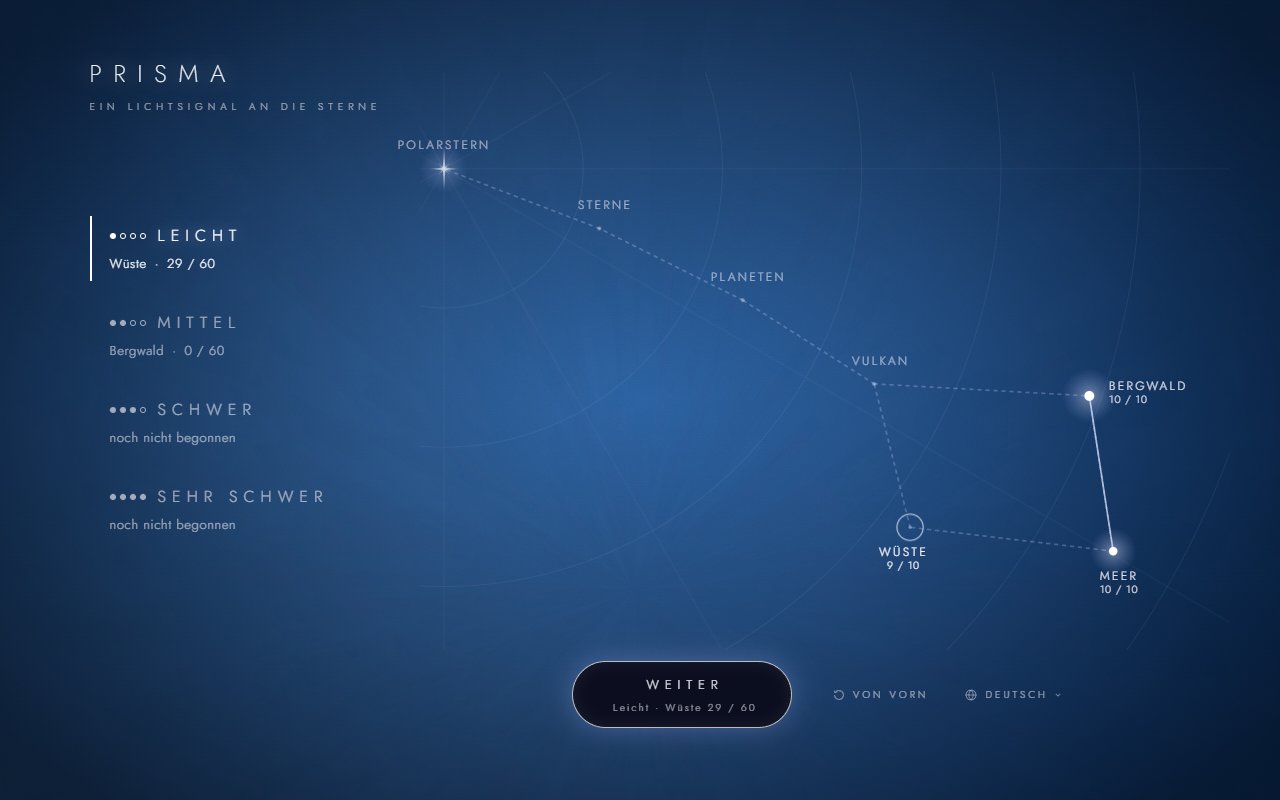 PRISMA
EIN LICHTSIGNAL AN DIE STERNE
POLARSTERN
STERNE
PLANETEN
VULKAN
BERGWALD
10 / 10
WÜSTE
9 / 10
MEER
10 / 10
LEICHT
Wüste · 29 / 60
MITTEL
Bergwald · 0 / 60
SCHWER
noch nicht begonnen
SEHR SCHWER
noch nicht begonnen
WEITER
Leicht · Wüste 29 / 60
VON VORN
DEUTSCH